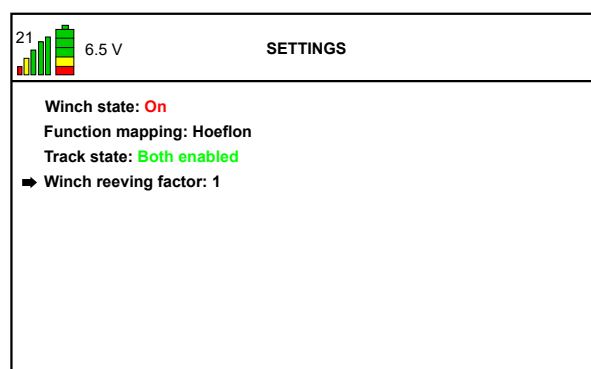 21
6.5 V
SETTINGS
Winch state: On
Function mapping: Hoeflon
Track state: Both enabled
Winch reeving factor: 1